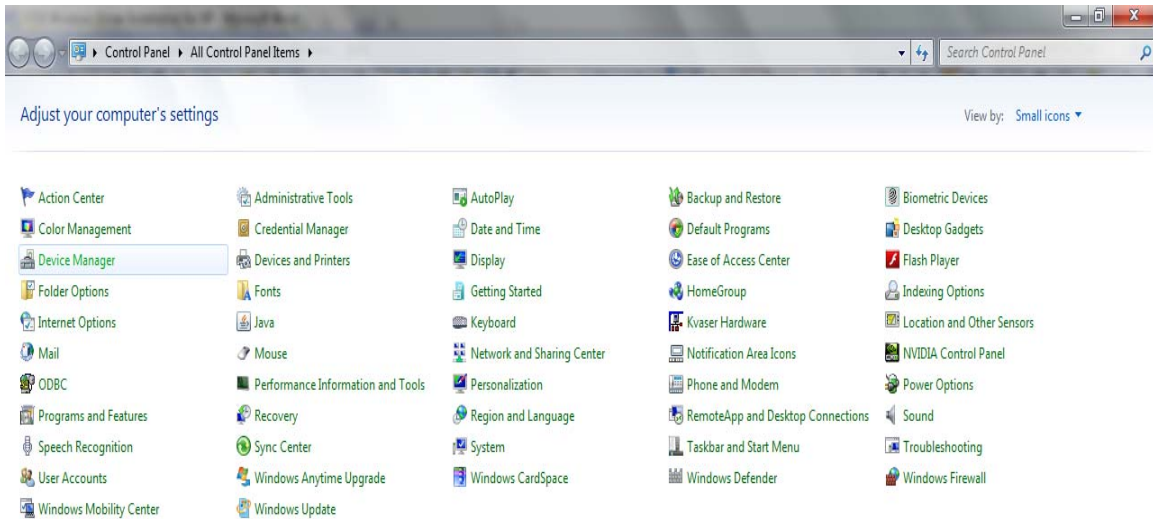 Control Panel ▸ All Control Panel Items ▸ Search Control Panel
Adjust your computer's settings View by: Small icons
Action Center Administrative Tools AutoPlay Backup and Restore Biometric Devices
Color Management Credential Manager Date and Time Default Programs Desktop Gadgets
Device Manager Devices and Printers Display Ease of Access Center Flash Player
Folder Options Fonts Getting Started HomeGroup Indexing Options
Internet Options Java Keyboard Kvaser Hardware Location and Other Sensors
Mail Mouse Network and Sharing Center Notification Area Icons NVIDIA Control Panel
ODBC Performance Information and Tools Personalization Phone and Modem Power Options
Programs and Features Recovery Region and Language RemoteApp and Desktop Connections Sound
Speech Recognition Sync Center System Taskbar and Start Menu Troubleshooting
User Accounts Windows Anytime Upgrade Windows CardSpace Windows Defender Windows Firewall
Windows Mobility Center Windows Update